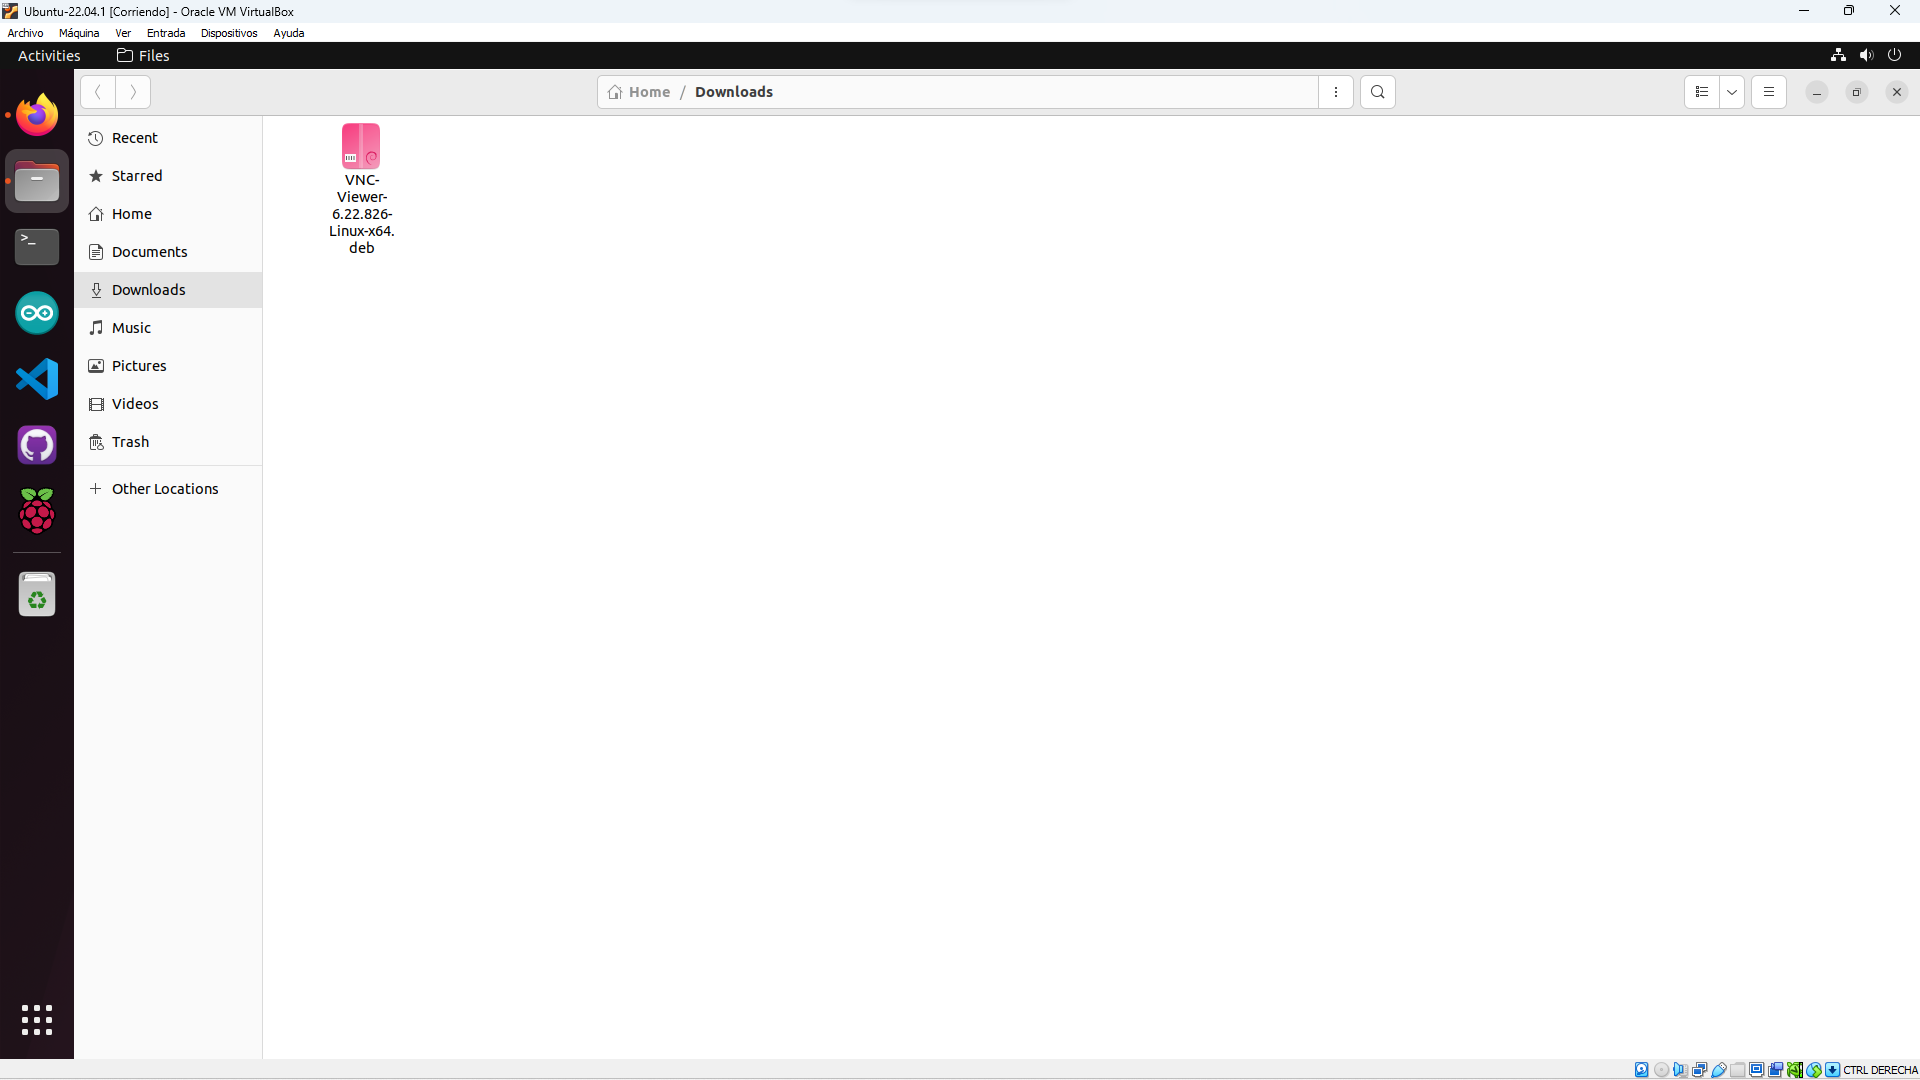 Ubuntu-22.04.1 [Corriendo] - Oracle VM VirtualBox
Archivo Máquina Ver Entrada Dispositivos Ayuda
Activities Files
Home / Downloads
Recent
Starred
Home
Documents
Downloads
Music
Pictures
Videos
Trash
Other Locations
VNC-
Viewer-
6.22.826-
Linux-x64.
deb
CTRL DERECHA